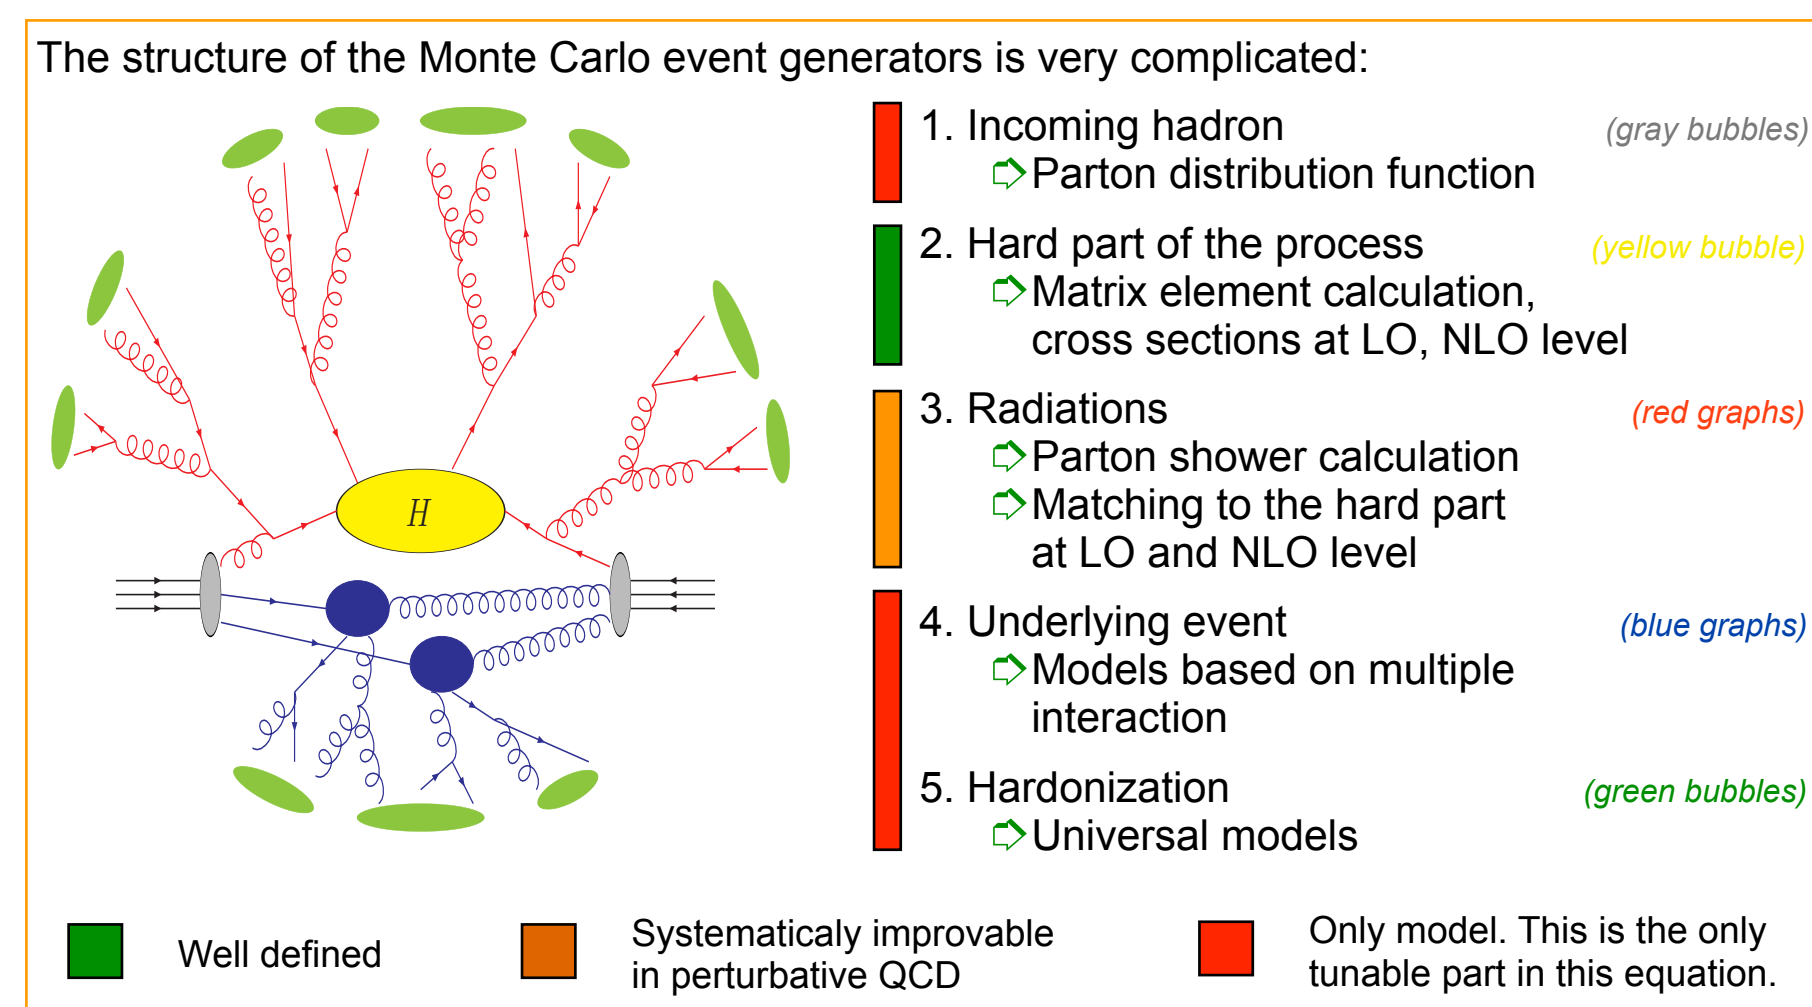 The structure of the Monte Carlo event generators is very complicated:
1. Incoming hadron (gray bubbles)
Parton distribution function
2. Hard part of the process (yellow bubble)
Matrix element calculation,
cross sections at LO, NLO level
3. Radiations (red graphs)
Parton shower calculation
Matching to the hard part
at LO and NLO level
4. Underlying event (blue graphs)
Models based on multiple
interaction
5. Hardonization (green bubbles)
Universal models
H
Well defined
Systematicaly improvable
in perturbative QCD
Only model. This is the only
tunable part in this equation.